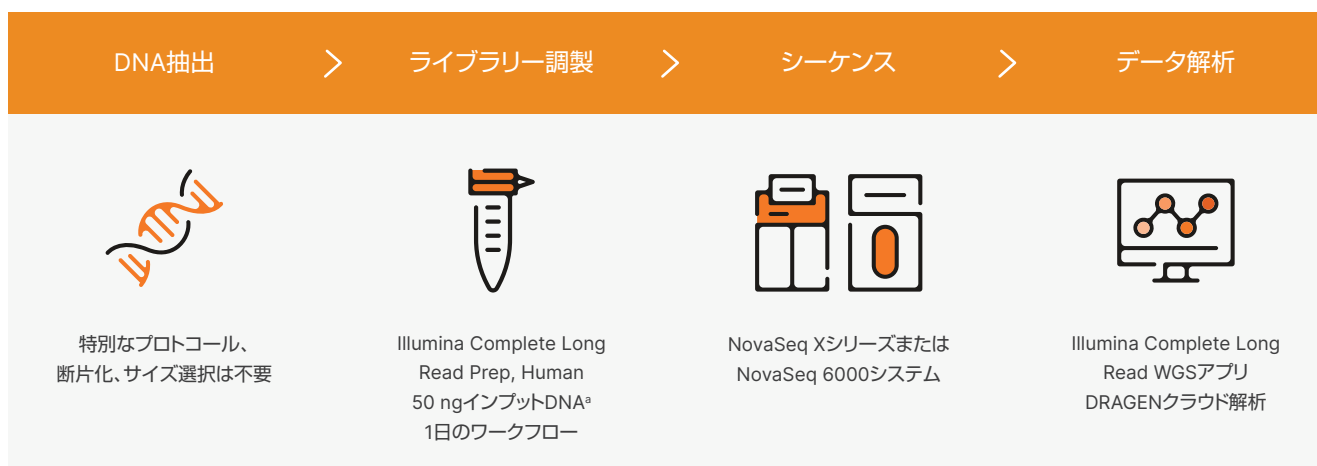 DNA抽出
ライブラリー調製
シーケンス
データ解析
特別なプロトコール、
断片化、サイズ選択は不要
Illumina Complete Long
Read Prep, Human
50 ngインプットDNAᵃ
1日のワークフロー
NovaSeq Xシリーズまたは
NovaSeq 6000システム
Illumina Complete Long
Read WGSアプリ
DRAGENクラウド解析